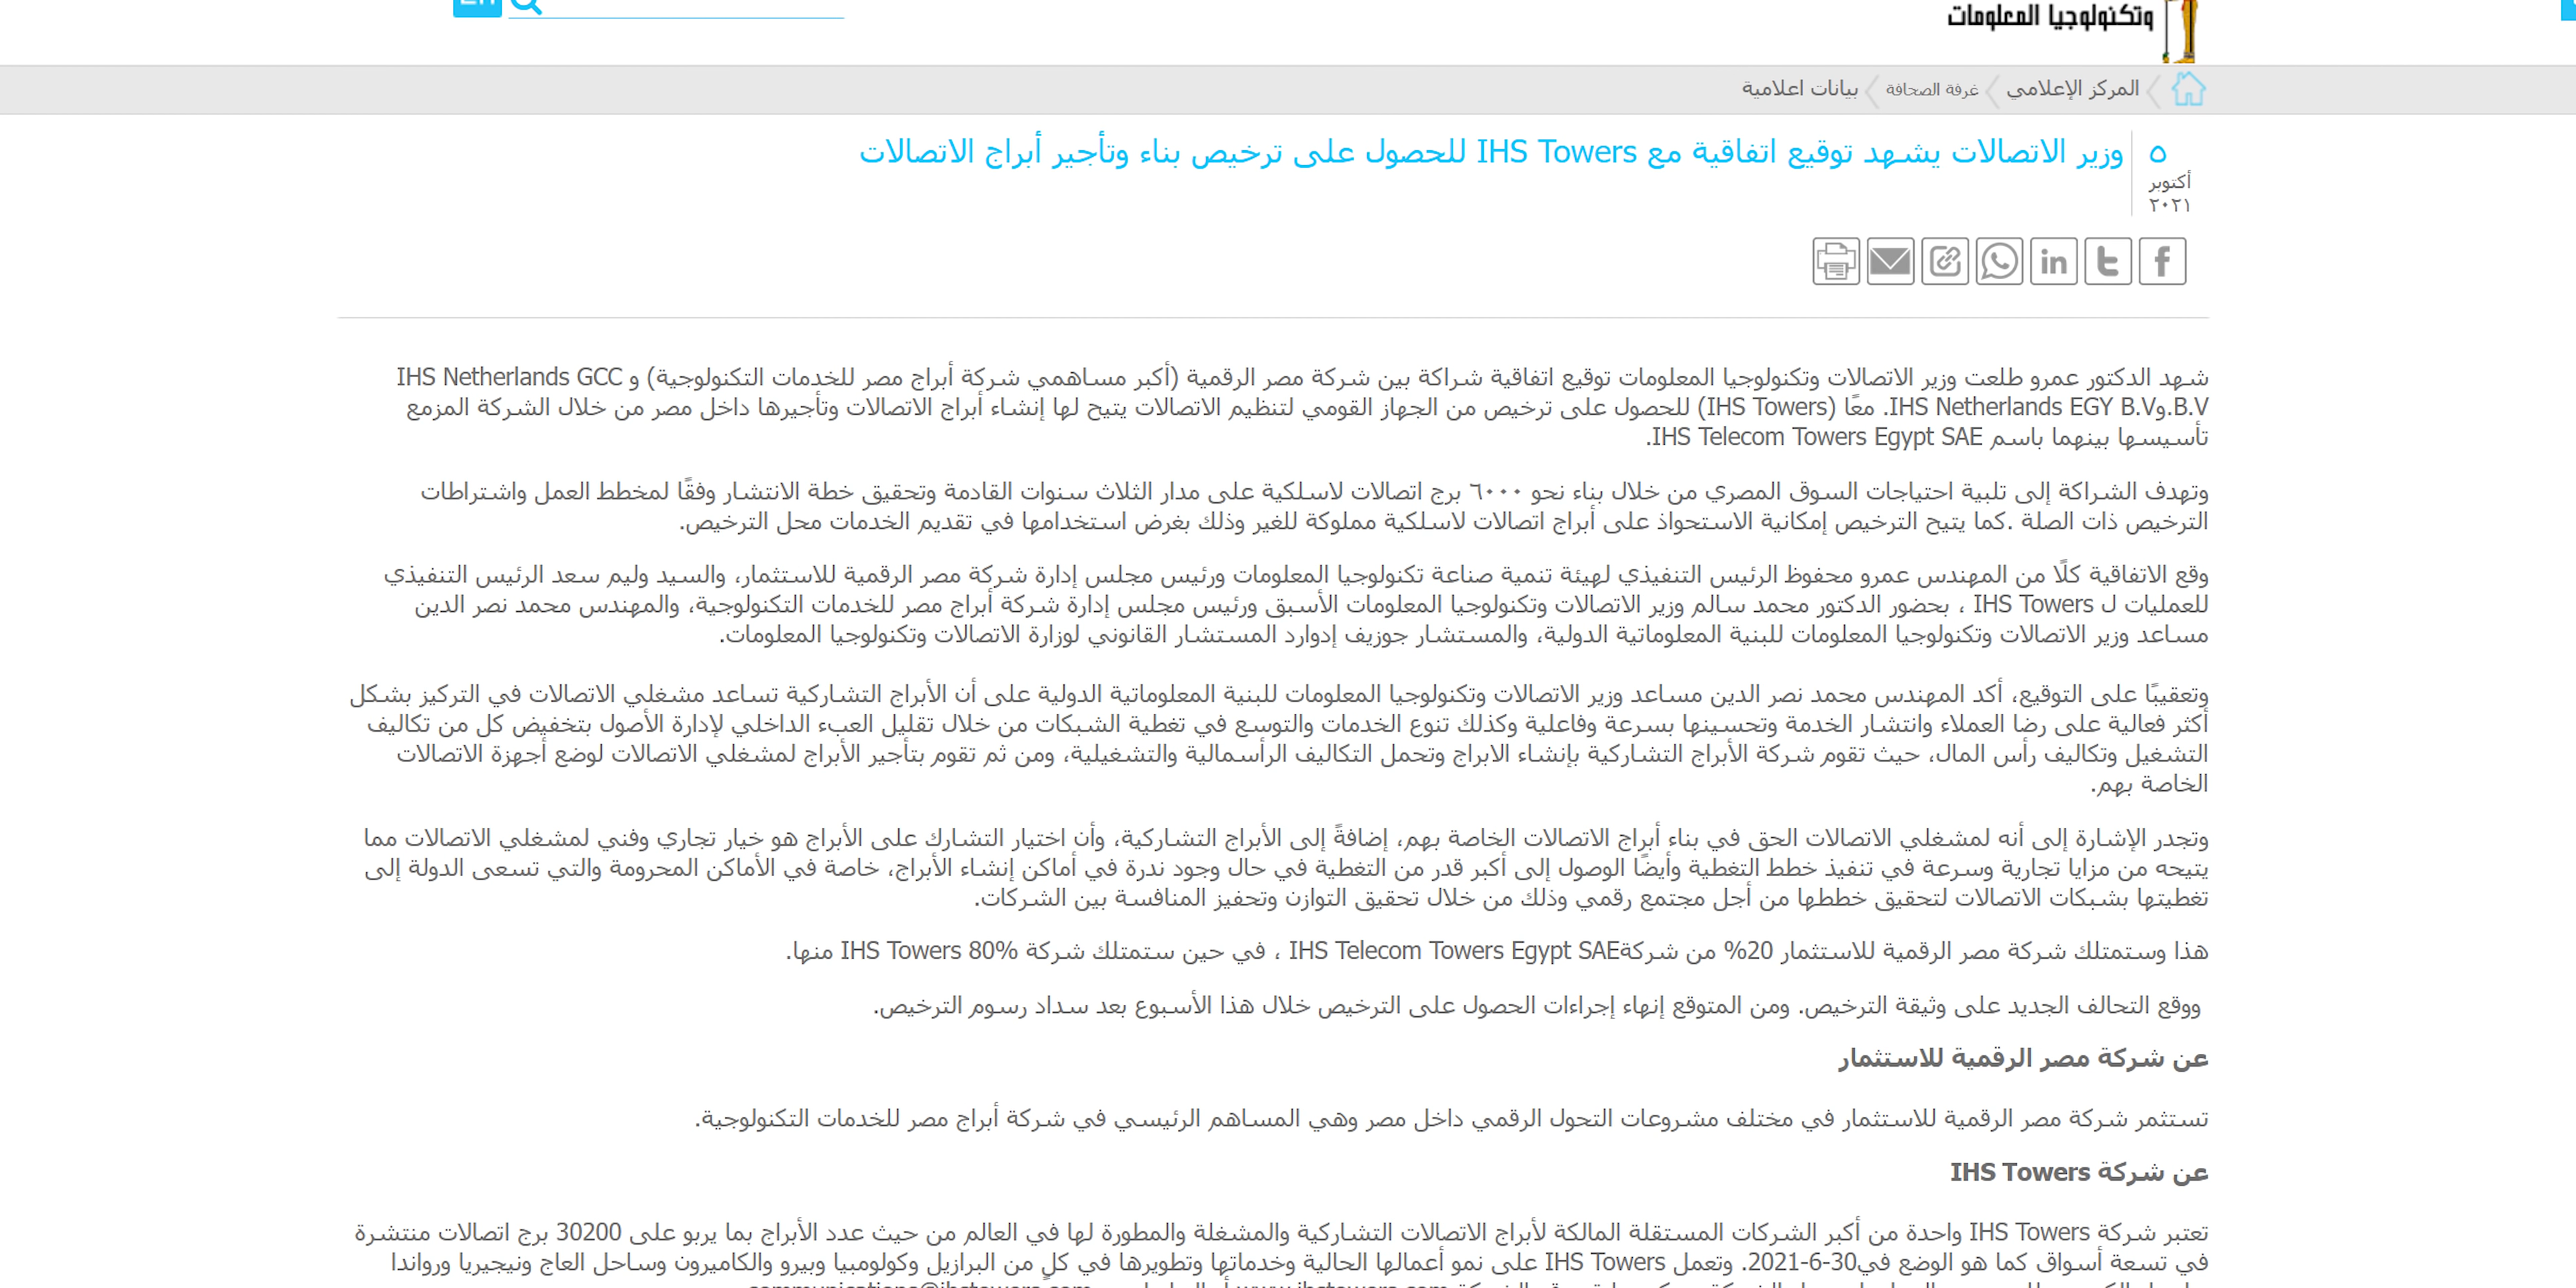 وتكنولوجيا المعلومات
المركز الإعلامي
غرفة الصحافة
بيانات اعلامية
٥
أكتوبر
٢٠٢١
وزير الاتصالات يشهد توقيع اتفاقية مع IHS Towers للحصول على ترخيص بناء وتأجير أبراج الاتصالات
شهد الدكتور عمرو طلعت وزير الاتصالات وتكنولوجيا المعلومات توقيع اتفاقية شراكة بين شركة مصر الرقمية (أكبر مساهمي شركة أبراج مصر للخدمات التكنولوجية) و IHS Netherlands GCC
B.V.وIHS Netherlands EGY B.V. معًا (IHS Towers) للحصول على ترخيص من الجهاز القومي لتنظيم الاتصالات يتيح لها إنشاء أبراج الاتصالات وتأجيرها داخل مصر من خلال الشركة المزمع
تأسيسها بينهما باسم IHS Telecom Towers Egypt SAE.
وتهدف الشراكة إلى تلبية احتياجات السوق المصري من خلال بناء نحو ٦٠٠٠ برج اتصالات لاسلكية على مدار الثلاث سنوات القادمة وتحقيق خطة الانتشار وفقًا لمخطط العمل واشتراطات
الترخيص ذات الصلة .كما يتيح الترخيص إمكانية الاستحواذ على أبراج اتصالات لاسلكية مملوكة للغير وذلك بغرض استخدامها في تقديم الخدمات محل الترخيص.
وقع الاتفاقية كلًا من المهندس عمرو محفوظ الرئيس التنفيذي لهيئة تنمية صناعة تكنولوجيا المعلومات ورئيس مجلس إدارة شركة مصر الرقمية للاستثمار، والسيد وليم سعد الرئيس التنفيذي
للعمليات ل IHS Towers ، بحضور الدكتور محمد سالم وزير الاتصالات وتكنولوجيا المعلومات الأسبق ورئيس مجلس إدارة شركة أبراج مصر للخدمات التكنولوجية، والمهندس محمد نصر الدين
مساعد وزير الاتصالات وتكنولوجيا المعلومات للبنية المعلوماتية الدولية، والمستشار جوزيف إدوارد المستشار القانوني لوزارة الاتصالات وتكنولوجيا المعلومات.
وتعقيبًا على التوقيع، أكد المهندس محمد نصر الدين مساعد وزير الاتصالات وتكنولوجيا المعلومات للبنية المعلوماتية الدولية على أن الأبراج التشاركية تساعد مشغلي الاتصالات في التركيز بشكل
أكثر فعالية على رضا العملاء وانتشار الخدمة وتحسينها بسرعة وفاعلية وكذلك تنوع الخدمات والتوسع في تغطية الشبكات من خلال تقليل العبء الداخلي لإدارة الأصول بتخفيض كل من تكاليف
التشغيل وتكاليف رأس المال، حيث تقوم شركة الأبراج التشاركية بإنشاء الابراج وتحمل التكاليف الرأسمالية والتشغيلية، ومن ثم تقوم بتأجير الأبراج لمشغلي الاتصالات لوضع أجهزة الاتصالات
الخاصة بهم.
وتجدر الإشارة إلى أنه لمشغلي الاتصالات الحق في بناء أبراج الاتصالات الخاصة بهم، إضافةً إلى الأبراج التشاركية، وأن اختيار التشارك على الأبراج هو خيار تجاري وفني لمشغلي الاتصالات مما
يتيحه من مزايا تجارية وسرعة في تنفيذ خطط التغطية وأيضًا الوصول إلى أكبر قدر من التغطية في حال وجود ندرة في أماكن إنشاء الأبراج، خاصة في الأماكن المحرومة والتي تسعى الدولة إلى
تغطيتها بشبكات الاتصالات لتحقيق خططها من أجل مجتمع رقمي وذلك من خلال تحقيق التوازن وتحفيز المنافسة بين الشركات.
هذا وستمتلك شركة مصر الرقمية للاستثمار 20% من شركةIHS Telecom Towers Egypt SAE ، في حين ستمتلك شركة IHS Towers 80% منها.
ووقع التحالف الجديد على وثيقة الترخيص. ومن المتوقع إنهاء إجراءات الحصول على الترخيص خلال هذا الأسبوع بعد سداد رسوم الترخيص.
عن شركة مصر الرقمية للاستثمار
تستثمر شركة مصر الرقمية للاستثمار في مختلف مشروعات التحول الرقمي داخل مصر وهي المساهم الرئيسي في شركة أبراج مصر للخدمات التكنولوجية.
عن شركة IHS Towers
تعتبر شركة IHS Towers واحدة من أكبر الشركات المستقلة المالكة لأبراج الاتصالات التشاركية والمشغلة والمطورة لها في العالم من حيث عدد الأبراج بما يربو على 30200 برج اتصالات منتشرة
في تسعة أسواق كما هو الوضع في30-6-2021. وتعمل IHS Towers على نمو أعمالها الحالية وخدماتها وتطويرها في كلٍ من البرازيل وكولومبيا وبيرو والكاميرون وساحل العاج ونيجيريا ورواندا